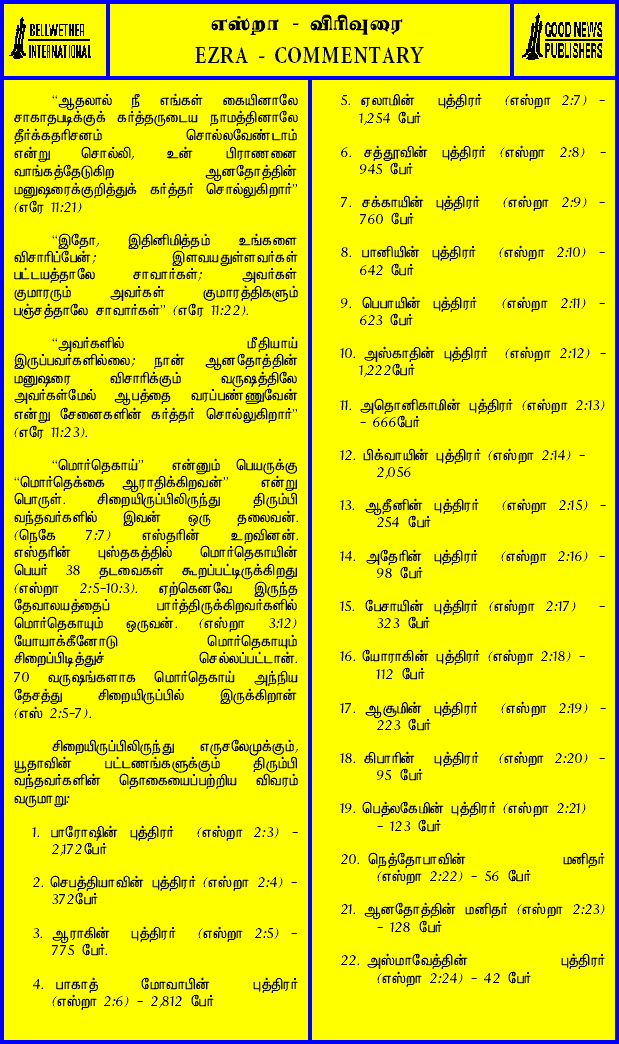 BELLWETHER
INTERNATIONAL
எஸ்றா - விரிவுரை
EZRA - COMMENTARY
GOOD NEWS
PUBLISHERS
“ஆதலால் நீ எங்கள் கையினாலே
சாகாதபடிக்குக் கர்த்தருடைய நாமத்தினாலே
தீர்க்கதரிசனம் சொல்லவேண்டாம்
என்று சொல்லி, உன் பிராணனை
வாங்கத்தேடுகிற ஆனதோத்தின்
மனுஷரைக்குறித்துக் கர்த்தர் சொல்லுகிறார்”
(எரே 11:21)
“இதோ, இதினிமித்தம் உங்களை
விசாரிப்பேன்; இளவயதுள்ளவர்கள்
பட்டயத்தாலே சாவார்கள்; அவர்கள்
குமாரரும் அவர்கள் குமாரத்திகளும்
பஞ்சத்தாலே சாவார்கள்” (எரே 11:22).
“அவர்களில் மீதியாய்
இருப்பவர்களில்லை; நான் ஆனதோத்தின்
மனுஷரை விசாரிக்கும் வருஷத்திலே
அவர்கள்மேல் ஆபத்தை வரப்பண்ணுவேன்
என்று சேனைகளின் கர்த்தர் சொல்லுகிறார்”
(எரே 11:23).
“மொர்தெகாய்” என்னும் பெயருக்கு
“மொர்தெக்கை ஆராதிக்கிறவன்” என்று
பொருள். சிறையிருப்பிலிருந்து திரும்பி
வந்தவர்களில் இவன் ஒரு தலைவன்.
(நெகே 7:7) எஸ்தரின் உறவினன்.
எஸ்தரின் புஸ்தகத்தில் மொர்தெகாயின்
பெயர் 38 தடவைகள் கூறப்பட்டிருக்கிறது
(எஸ்றா 2:5-10:3). ஏற்கெனவே இருந்த
தேவாலயத்தைப் பார்த்திருக்கிறவர்களில்
மொர்தெகாயும் ஒருவன். (எஸ்றா 3:12)
யோயாக்கீனோடு மொர்தெகாயும்
சிறைப்பிடித்துச் செல்லப்பட்டான்.
70 வருஷங்களாக மொர்தெகாய் அந்நிய
தேசத்து சிறையிருப்பில் இருக்கிறான்
(எஸ் 2:5-7).
சிறையிருப்பிலிருந்து எருசலேமுக்கும்,
யூதாவின் பட்டணங்களுக்கும் திரும்பி
வந்தவர்களின் தொகையைப்பற்றிய விவரம்
வருமாறு:
1. பாரோஷின் புத்திரர் (எஸ்றா 2:3) -
2,172பேர்
2. செபத்தியாவின் புத்திரர் (எஸ்றா 2:4) -
372பேர்
3. ஆராகின் புத்திரர் (எஸ்றா 2:5) -
775 பேர்.
4. பாகாத் மோவாபின் புத்திரர்
(எஸ்றா 2:6) - 2,812 பேர்
5. ஏலாமின் புத்திரர் (எஸ்றா 2:7) -
1,254 பேர்
6. சத்தூவின் புத்திரர் (எஸ்றா 2:8) -
945 பேர்
7. சக்காயின் புத்திரர் (எஸ்றா 2:9) -
760 பேர்
8. பானியின் புத்திரர் (எஸ்றா 2:10) -
642 பேர்
9. பெபாயின் புத்திரர் (எஸ்றா 2:11) -
623 பேர்
10. அஸ்காதின் புத்திரர் (எஸ்றா 2:12) -
1,222பேர்
11. அதொனிகாமின் புத்திரர் (எஸ்றா 2:13)
- 666பேர்
12. பிக்வாயின் புத்திரர் (எஸ்றா 2:14) -
2,056
13. ஆதீனின் புத்திரர் (எஸ்றா 2:15) -
254 பேர்
14. அதேரின் புத்திரர் (எஸ்றா 2:16) -
98 பேர்
15. பேசாயின் புத்திரர் (எஸ்றா 2:17) -
323 பேர்
16. யோராகின் புத்திரர் (எஸ்றா 2:18) -
112 பேர்
17. ஆசூமின் புத்திரர் (எஸ்றா 2:19) -
223 பேர்
18. கிபாரின் புத்திரர் (எஸ்றா 2:20) -
95 பேர்
19. பெத்லகேமின் புத்திரர் (எஸ்றா 2:21)
- 123 பேர்
20. நெத்தோபாவின் மனிதர்
(எஸ்றா 2:22) - 56 பேர்
21. ஆனதோத்தின் மனிதர் (எஸ்றா 2:23)
- 128 பேர்
22. அஸ்மாவேத்தின் புத்திரர்
(எஸ்றா 2:24) - 42 பேர்